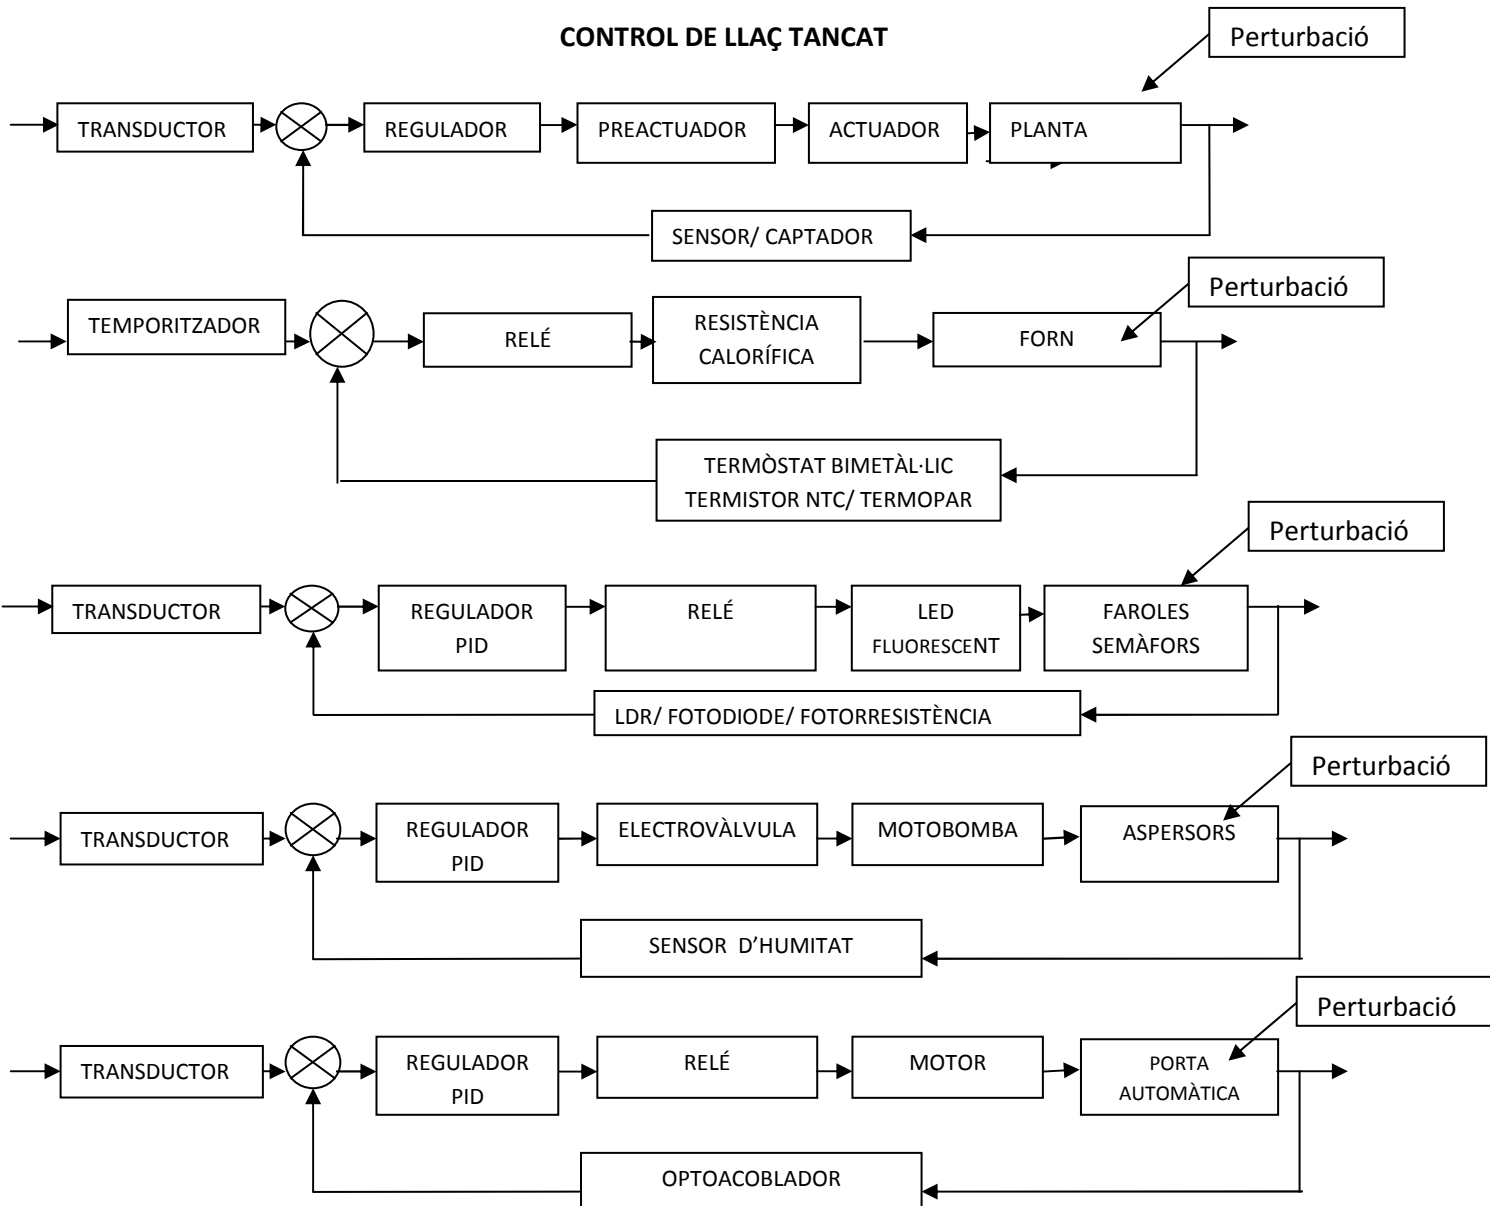 CONTROL DE LLAÇ TANCAT
Perturbació
TRANSDUCTOR
REGULADOR
PREACTUADOR
ACTUADOR
PLANTA
SENSOR/ CAPTADOR
Perturbació
TEMPORITZADOR
RELÉ
RESISTÈNCIA
CALORÍFICA
FORN
TERMÒSTAT BIMETÀL·LIC
TERMISTOR NTC/ TERMOPAR
Perturbació
TRANSDUCTOR
REGULADOR
PID
RELÉ
LED
FLUORESCENT
FAROLES
SEMÀFORS
LDR/ FOTODIODE/ FOTORRESISTÈNCIA
Perturbació
TRANSDUCTOR
REGULADOR
PID
ELECTROVÀLVULA
MOTOBOMBA
ASPERSORS
SENSOR D'HUMITAT
Perturbació
TRANSDUCTOR
REGULADOR
PID
RELÉ
MOTOR
PORTA
AUTOMÀTICA
OPTOACOBLADOR